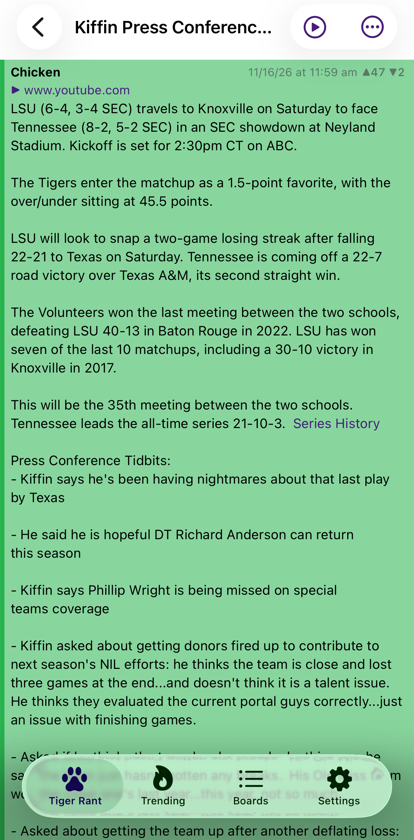 Kiffin Press Conferenc...
Chicken
11/16/26 at 11:59 am ▲47 ▼2
▶ www.youtube.com
LSU (6-4, 3-4 SEC) travels to Knoxville on Saturday to face
Tennessee (8-2, 5-2 SEC) in an SEC showdown at Neyland
Stadium. Kickoff is set for 2:30pm CT on ABC.
The Tigers enter the matchup as a 1.5-point favorite, with the
over/under sitting at 45.5 points.
LSU will look to snap a two-game losing streak after falling
22-21 to Texas on Saturday. Tennessee is coming off a 22-7
road victory over Texas A&M, its second straight win.
The Volunteers won the last meeting between the two schools,
defeating LSU 40-13 in Baton Rouge in 2022. LSU has won
seven of the last 10 matchups, including a 30-10 victory in
Knoxville in 2017.
This will be the 35th meeting between the two schools.
Tennessee leads the all-time series 21-10-3. Series History
Press Conference Tidbits:
- Kiffin says he's been having nightmares about that last play
by Texas
- He said he is hopeful DT Richard Anderson can return
this season
- Kiffin says Phillip Wright is being missed on special
teams coverage
- Kiffin asked about getting donors fired up to contribute to
next season's NIL efforts: he thinks the team is close and lost
three games at the end...and doesn't think it is a talent issue.
He thinks they evaluated the current portal guys correctly...just
an issue with finishing games.
Tiger Rant
Trending
Boards
Settings
- Asked about getting the team up after another deflating loss: